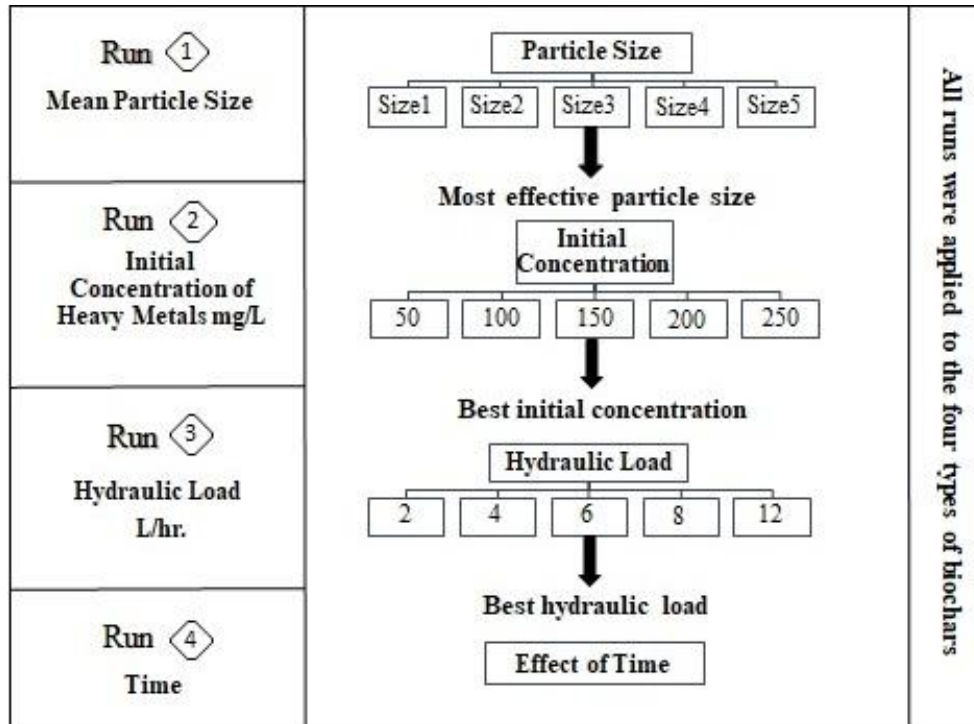 Run 1
Mean Particle Size
Particle Size
Size1 Size2 Size3 Size4 Size5
Most effective particle size
Run 2
Initial
Concentration of
Heavy Metals mg/L
Initial
Concentration
50 100 150 200 250
Best initial concentration
Run 3
Hydraulic Load
L/hr.
Hydraulic Load
2 4 6 8 12
Best hydraulic load
Run 4
Time
Effect of Time
All runs were applied to the four types of biochars